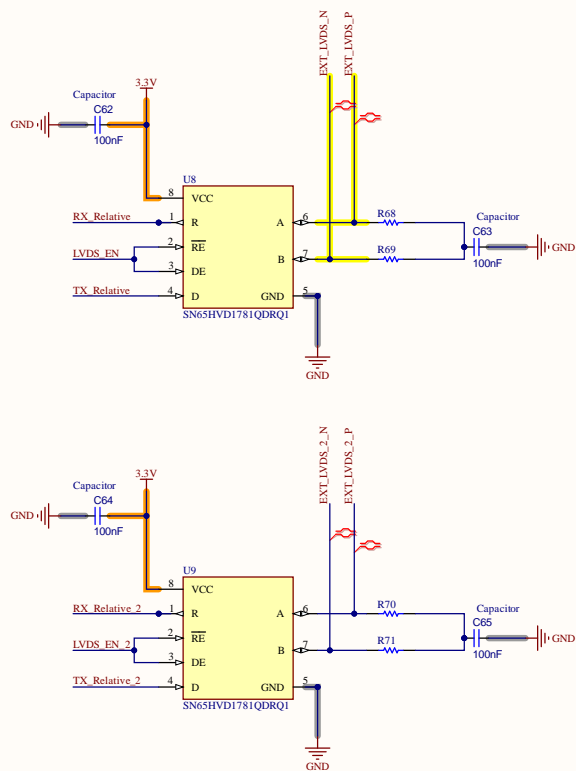 EXT_LVDS_N
EXT_LVDS_P
3.3V
Capacitor
C62
GND
100nF
U8
8
VCC
RX_Relative
1
R
A
6
R68
Capacitor
C63
100nF
GND
2
RE
LVDS_EN
3
DE
B
7
R69
TX_Relative
4
D
GND
5
SN65HVD1781QDRQ1
GND
EXT_LVDS_2_N
EXT_LVDS_2_P
3.3V
Capacitor
C64
GND
100nF
U9
8
VCC
RX_Relative_2
1
R
A
6
R70
Capacitor
C65
100nF
GND
2
RE
LVDS_EN_2
3
DE
B
7
R71
TX_Relative_2
4
D
GND
5
SN65HVD1781QDRQ1
GND